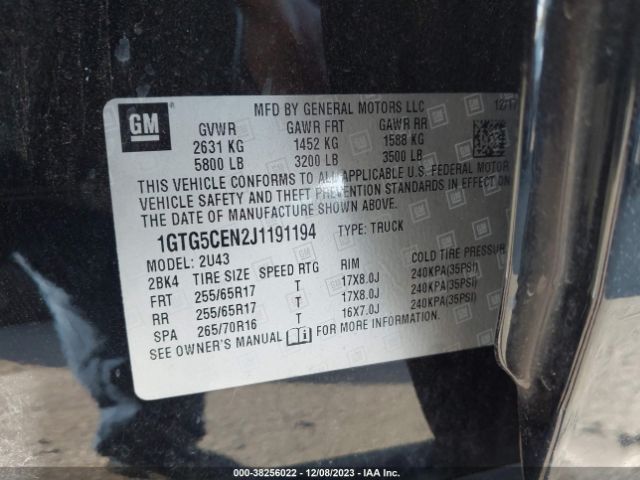 GM
MFD BY GENERAL MOTORS LLC 12/17
GVWR GAWR FRT GAWR RR
2631 KG 1452 KG 1588 KG
5800 LB 3200 LB 3500 LB
THIS VEHICLE CONFORMS TO ALL APPLICABLE U.S. FEDERAL MOTOR
VEHICLE SAFETY AND THEFT PREVENTION STANDARDS IN EFFECT ON
THE DATE OF MANUFACTURE SHOWN ABOVE.
1GTG5CEN2J1191194 TYPE: TRUCK
MODEL: 2U43
2BK4 TIRE SIZE SPEED RTG RIM COLD TIRE PRESSUR
FRT 255/65R17 T 17X8.0J 240KPA(35PSI)
RR 255/65R17 T 17X8.0J 240KPA(35PSI)
SPA 265/70R16 T 16X7.0J 240KPA(35PSI)
SEE OWNER'S MANUAL FOR MORE INFORMATION.
000-38256022 - 12/08/2023 - IAA Inc.